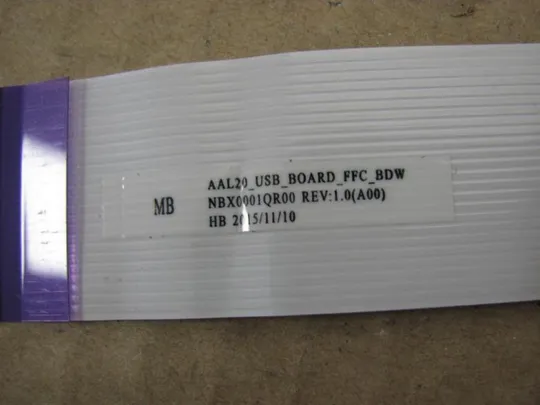 AAL20_USB_BOARD_FFC_BDW
MB NBX0001QR00 REV:1.0(A00)
HB 2015/11/10